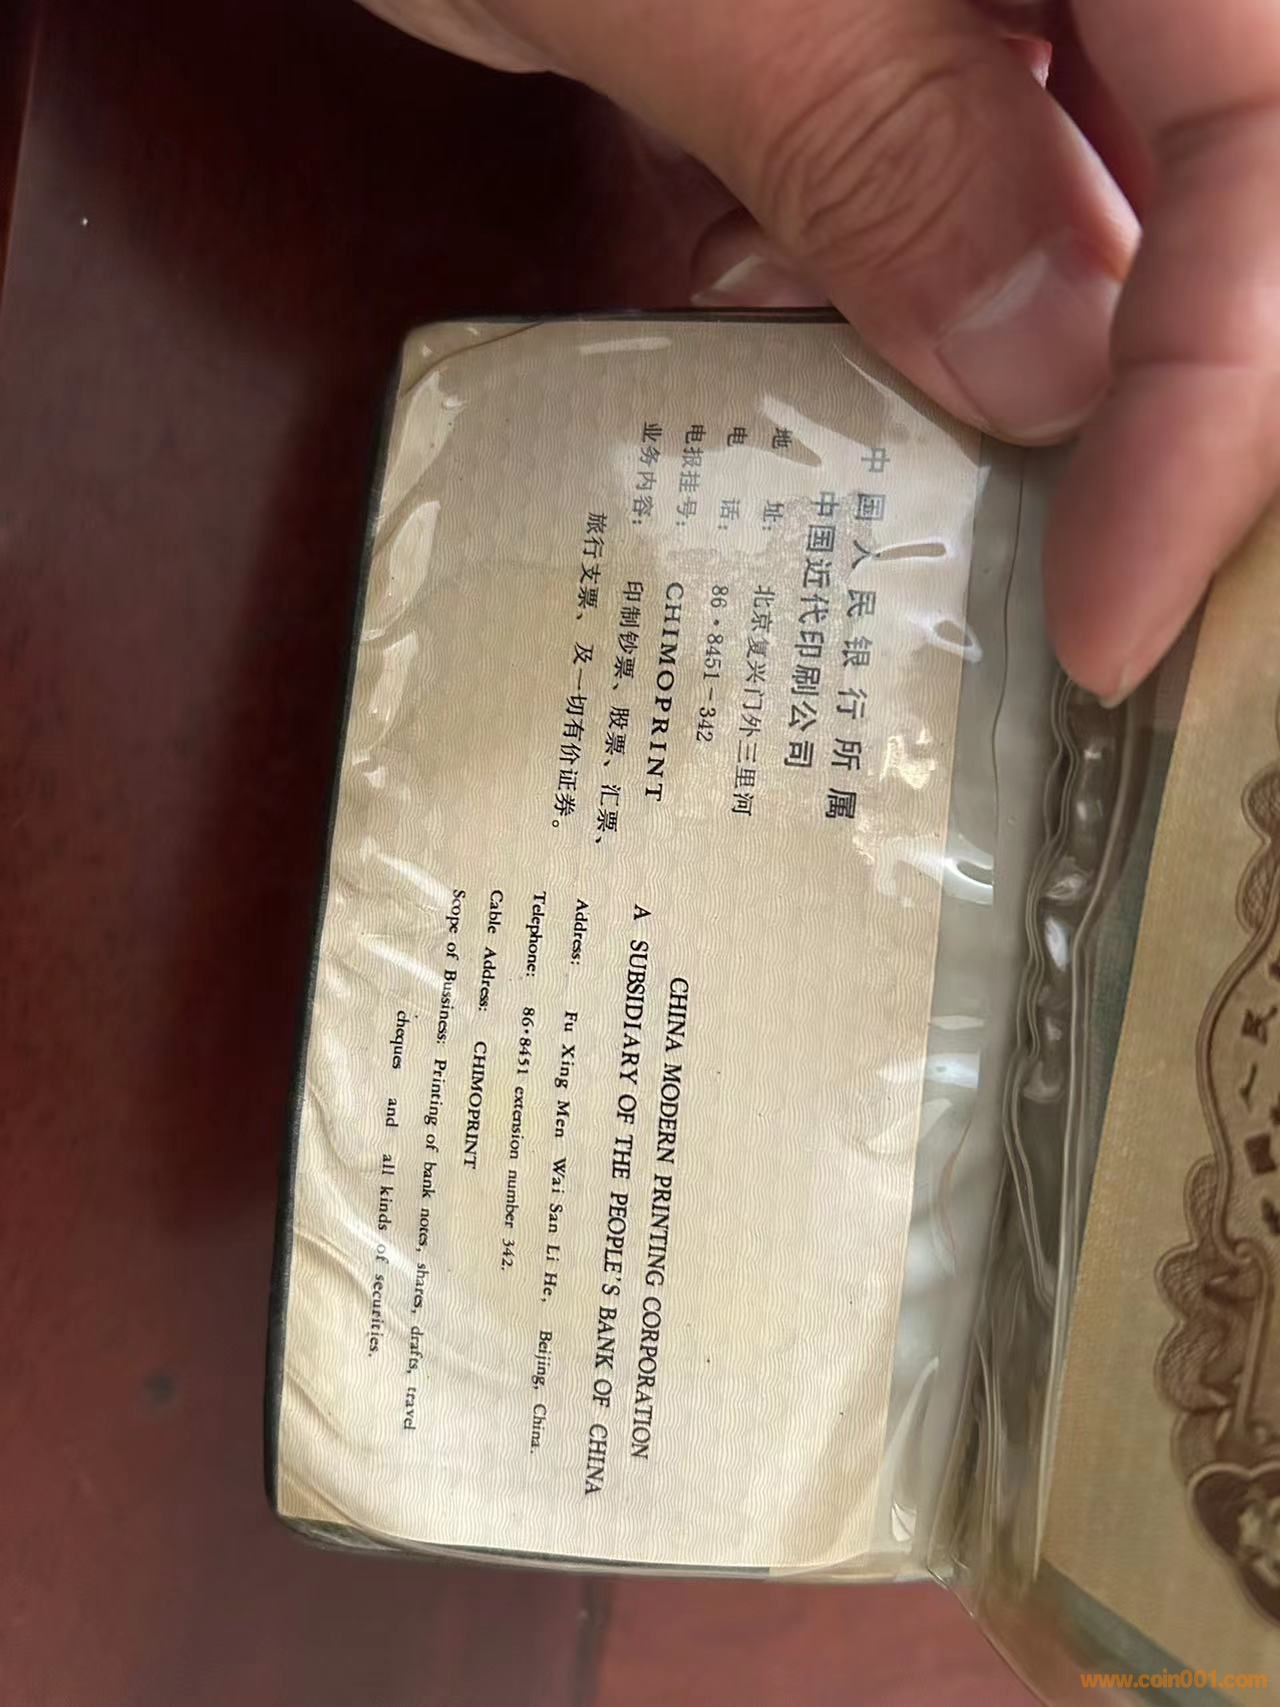 中国人民银行所属
中国近代印刷公司
地 址: 北京复兴门外三里河
电 话: 86·8451-342
电报挂号: CHIMOPRINT
业务内容: 印制钞票、股票、汇票、
旅行支票、及一切有价证券。
CHINA MODERN PRINTING CORPORATION
A SUBSIDIARY OF THE PEOPLE'S BANK OF CHINA
Address: Fu Xing Men Wai San Li He, Beijing, China.
Telephone: 86·8451 extension number 342.
Cable Address: CHIMOPRINT
Scope of Bussiness: Printing of bank notes, shares, drafts, travel
cheques and all kinds of securities.
www.coin001.com